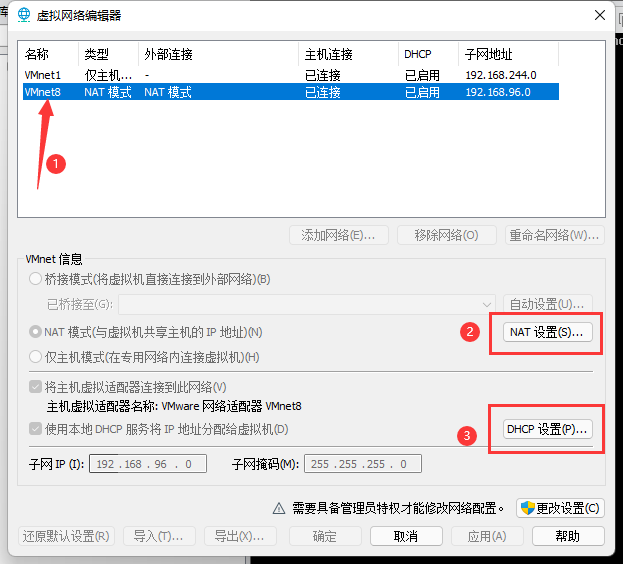 虚拟网络编辑器
名称 类型 外部连接 主机连接 DHCP 子网地址
VMnet1 仅主机... - 已连接 已启用 192.168.244.0
VMnet8 NAT 模式 NAT 模式 已连接 已启用 192.168.96.0
1
添加网络(E)... 移除网络(O) 重命名网络(W)...
VMnet 信息
桥接模式(将虚拟机直接连接到外部网络)(B)
已桥接至(G): 自动设置(U)...
NAT 模式(与虚拟机共享主机的 IP 地址)(N) 2 NAT 设置(S)...
仅主机模式(在专用网络内连接虚拟机)(H)
将主机虚拟适配器连接到此网络(V)
主机虚拟适配器名称: VMware 网络适配器 VMnet8
使用本地 DHCP 服务将 IP 地址分配给虚拟机(D) 3 DHCP 设置(P)...
子网 IP (I): 192 . 168 . 96 . 0 子网掩码(M): 255 . 255 . 255 . 0
需要具备管理员特权才能修改网络配置。 更改设置(C)
还原默认设置(R) 导入(T)... 导出(X)... 确定 取消 应用(A) 帮助